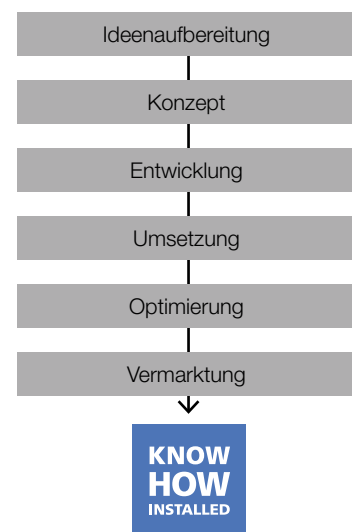 Ideenaufbereitung
Konzept
Entwicklung
Umsetzung
Optimierung
Vermarktung
KNOW
HOW
INSTALLED